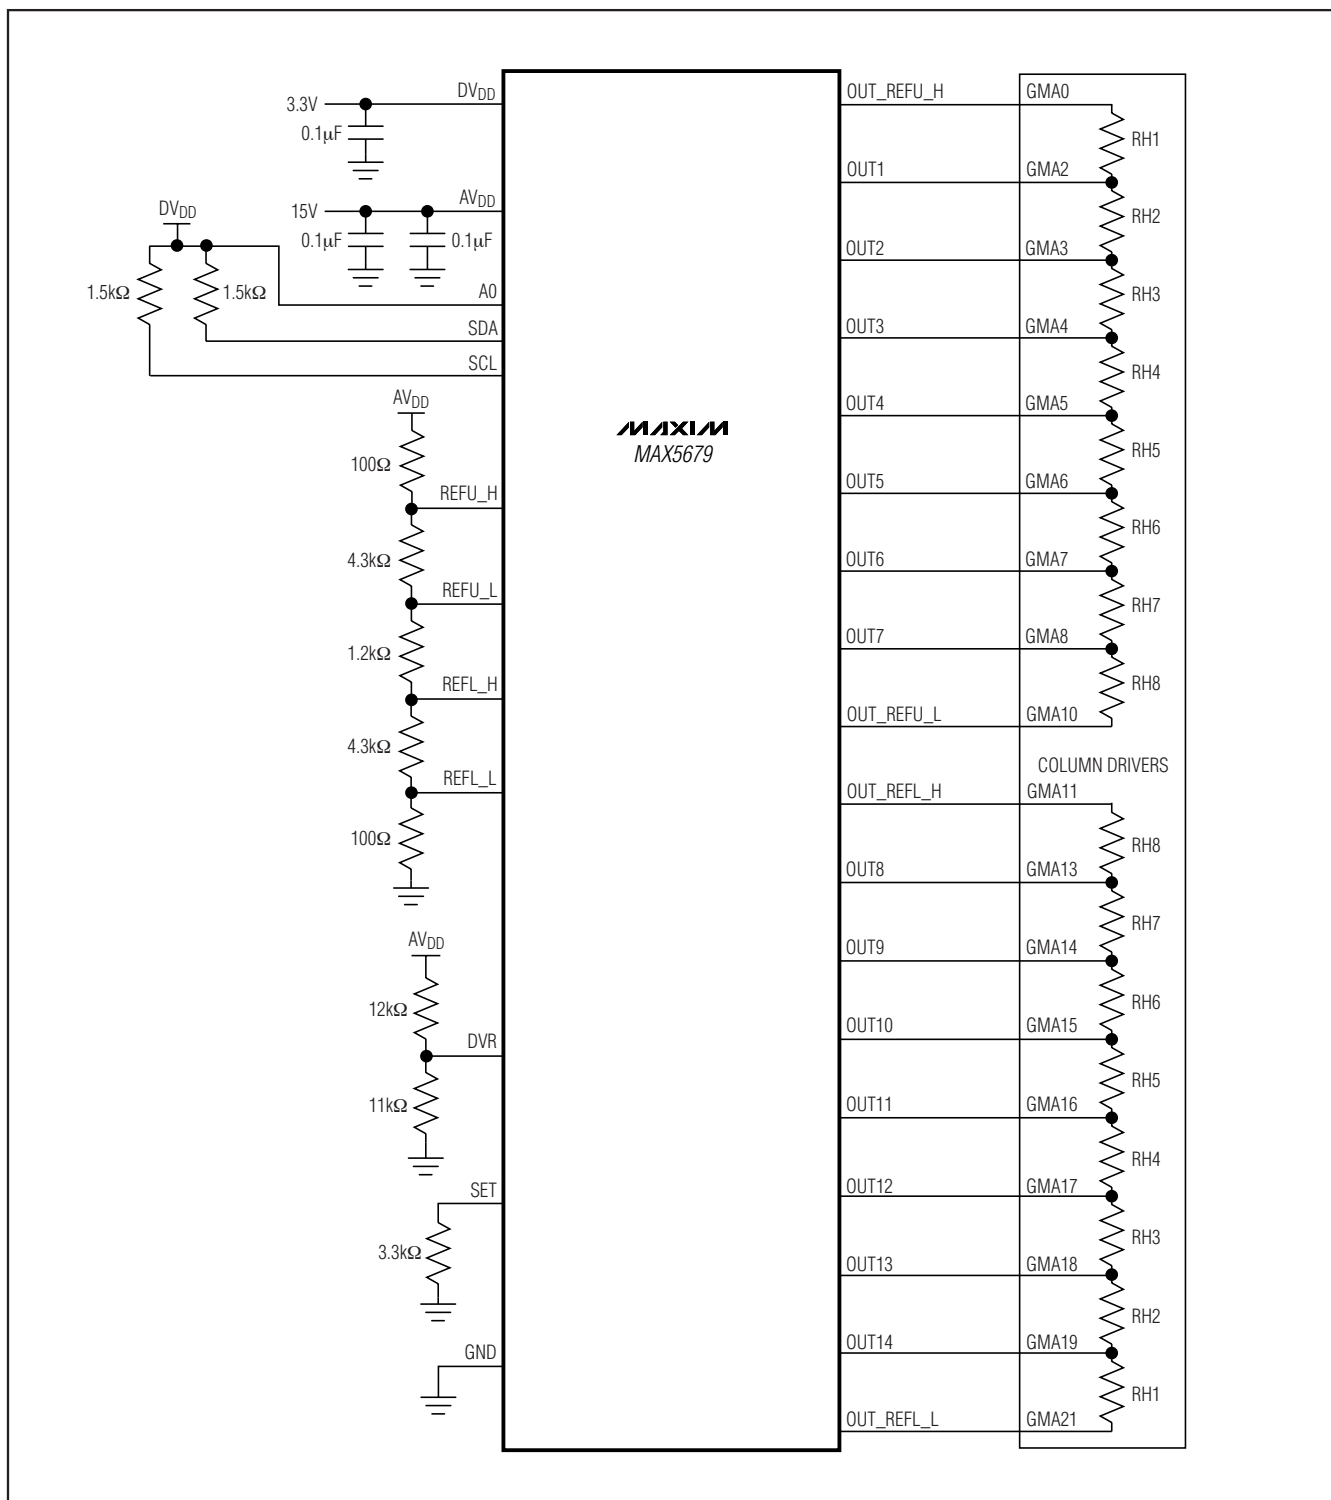 DVDD
3.3V
0.1µF
AVDD
15V
0.1µF
0.1µF
DVDD
1.5kΩ
1.5kΩ
A0
SDA
SCL
AVDD
100Ω
REFU_H
4.3kΩ
REFU_L
1.2kΩ
REFL_H
4.3kΩ
REFL_L
100Ω
AVDD
12kΩ
DVR
11kΩ
SET
3.3kΩ
GND
MAXIM
MAX5679
OUT_REFU_H GMA0
RH1
OUT1 GMA2
RH2
OUT2 GMA3
RH3
OUT3 GMA4
RH4
OUT4 GMA5
RH5
OUT5 GMA6
RH6
OUT6 GMA7
RH7
OUT7 GMA8
RH8
OUT_REFU_L GMA10
COLUMN DRIVERS
OUT_REFL_H GMA11
RH8
OUT8 GMA13
RH7
OUT9 GMA14
RH6
OUT10 GMA15
RH5
OUT11 GMA16
RH4
OUT12 GMA17
RH3
OUT13 GMA18
RH2
OUT14 GMA19
RH1
OUT_REFL_L GMA21